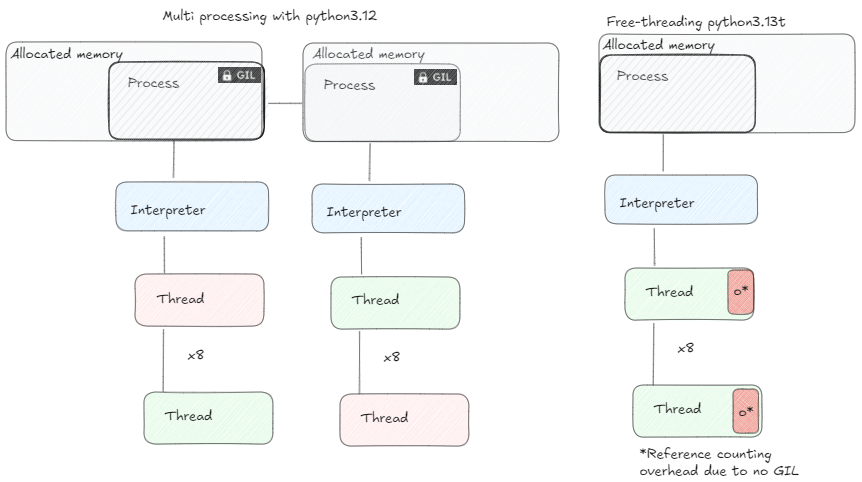 Multi processing with python3.12
Allocated memory
Process
GIL
Interpreter
Thread
x8
Thread
Allocated memory
Process
GIL
Interpreter
Thread
x8
Thread
Free-threading python3.13t
Allocated memory
Process
Interpreter
Thread
o*
x8
Thread
o*
*Reference counting
overhead due to no GIL